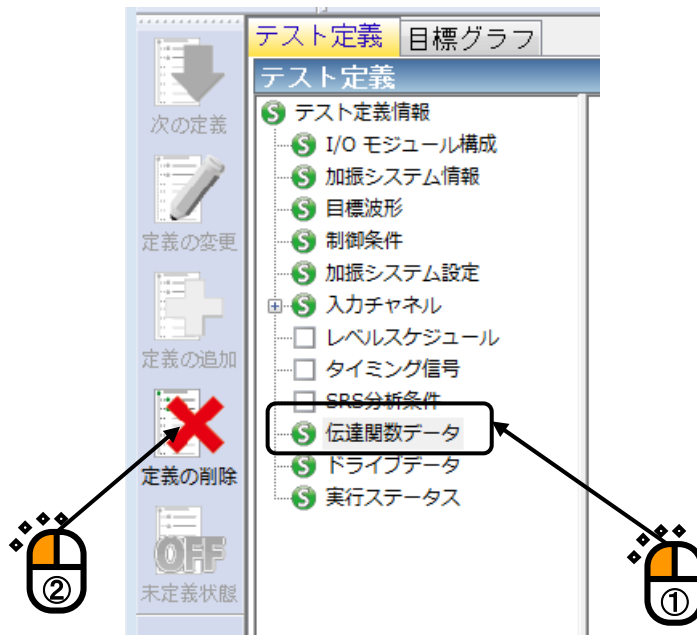 テスト定義 目標グラフ
テスト定義
次の定義
定義の変更
定義の追加
定義の削除
OFF
未定義状態
S テスト定義情報
S I/O モジュール構成
S 加振システム情報
S 目標波形
S 制御条件
S 加振システム設定
S 入力チャネル
レベルスケジュール
タイミング信号
SRS分析条件
S 伝達関数データ
S ドライブデータ
S 実行ステータス
②
①